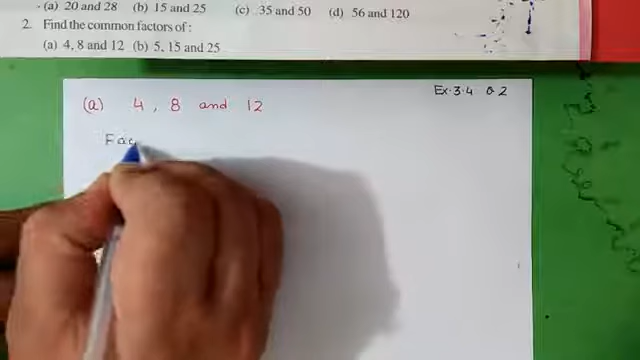 (a) 20 and 28 (b) 15 and 25 (c) 35 and 50 (d) 56 and 120
2. Find the common factors of :
(a) 4, 8 and 12 (b) 5, 15 and 25
Ex. 3.4 Q 2
(a) 4 , 8 and 12
Fac